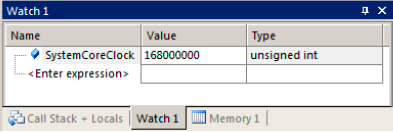 Watch 1
Name Value Type
SystemCoreClock 168000000 unsigned int
<Enter expression>
Call Stack + Locals Watch 1 Memory 1